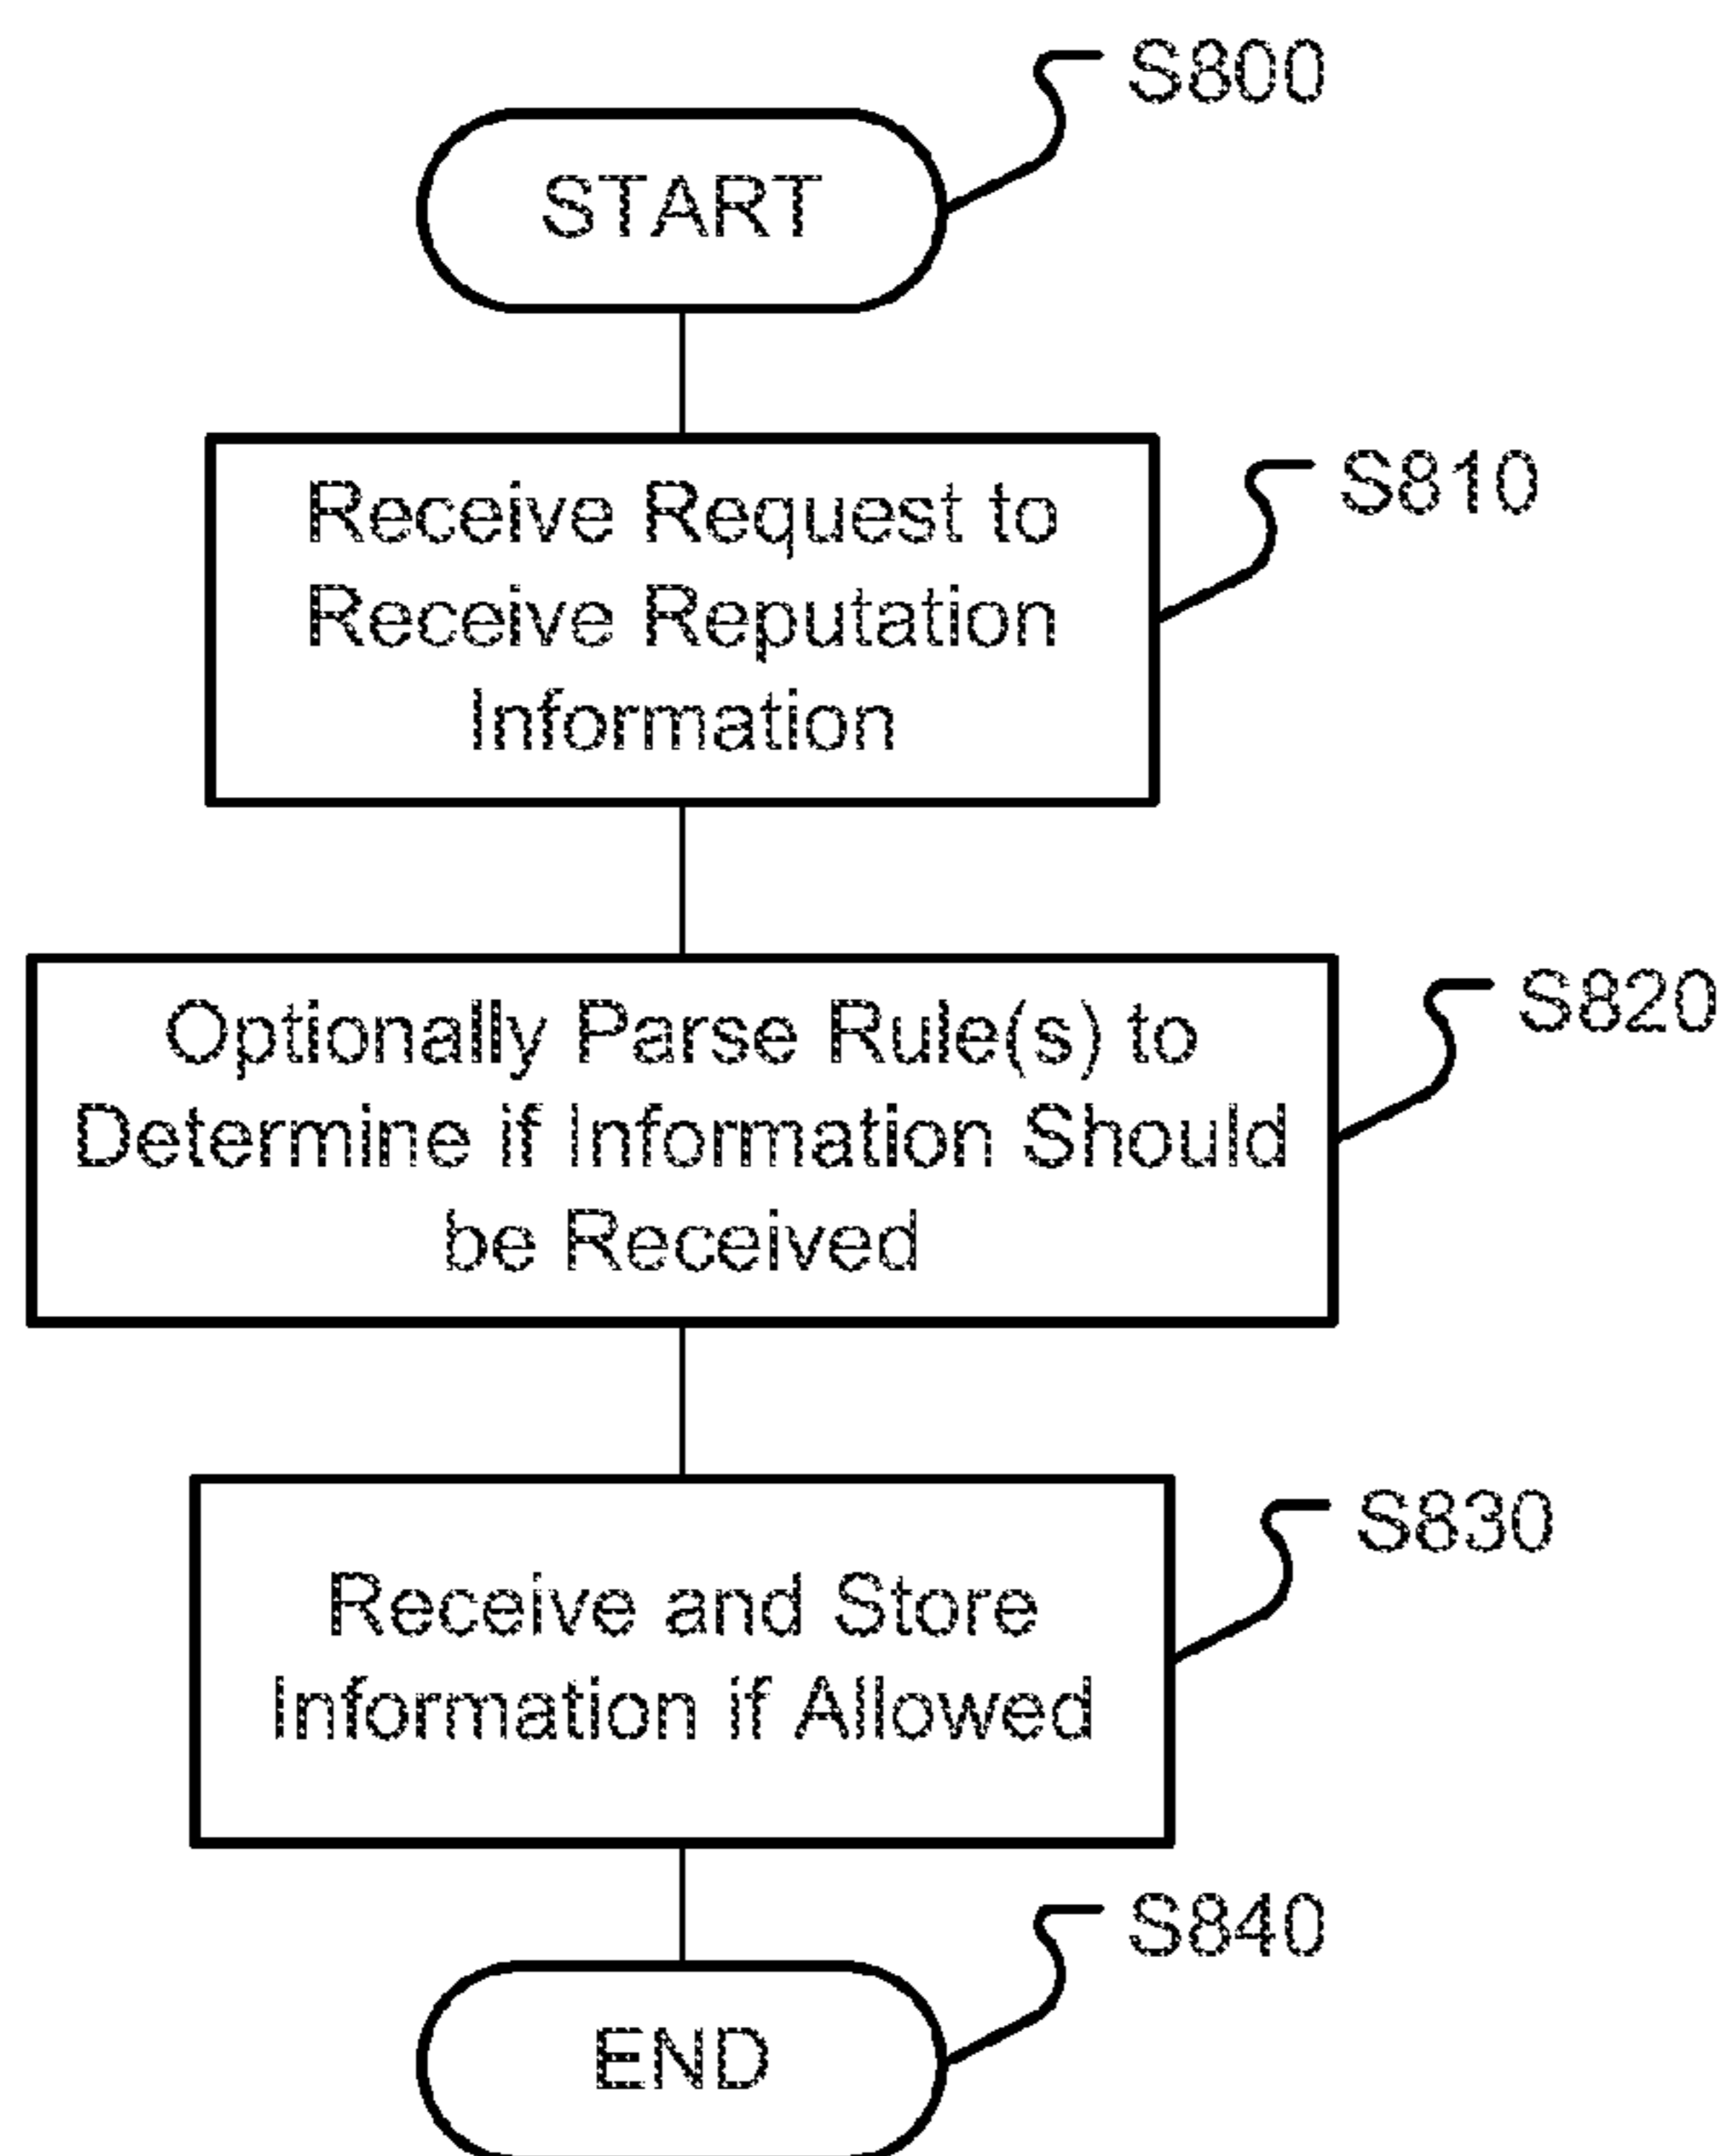 S800
START
S810
Receive Request to
Receive Reputation
Information
S820
Optionally Parse Rule(s) to
Determine if Information Should
be Received
S830
Receive and Store
Information if Allowed
S840
END